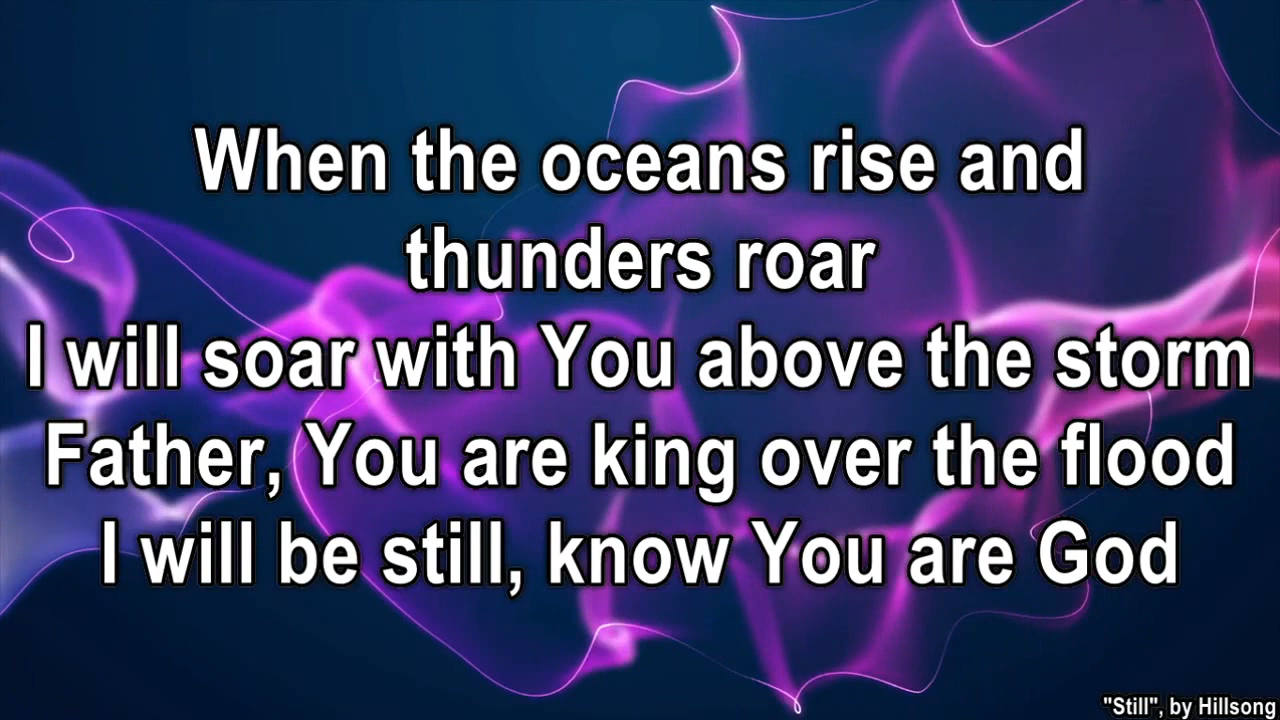 When the oceans rise and
thunders roar
I will soar with You above the storm
Father, You are king over the flood
I will be still, know You are God
"Still", by Hillsong